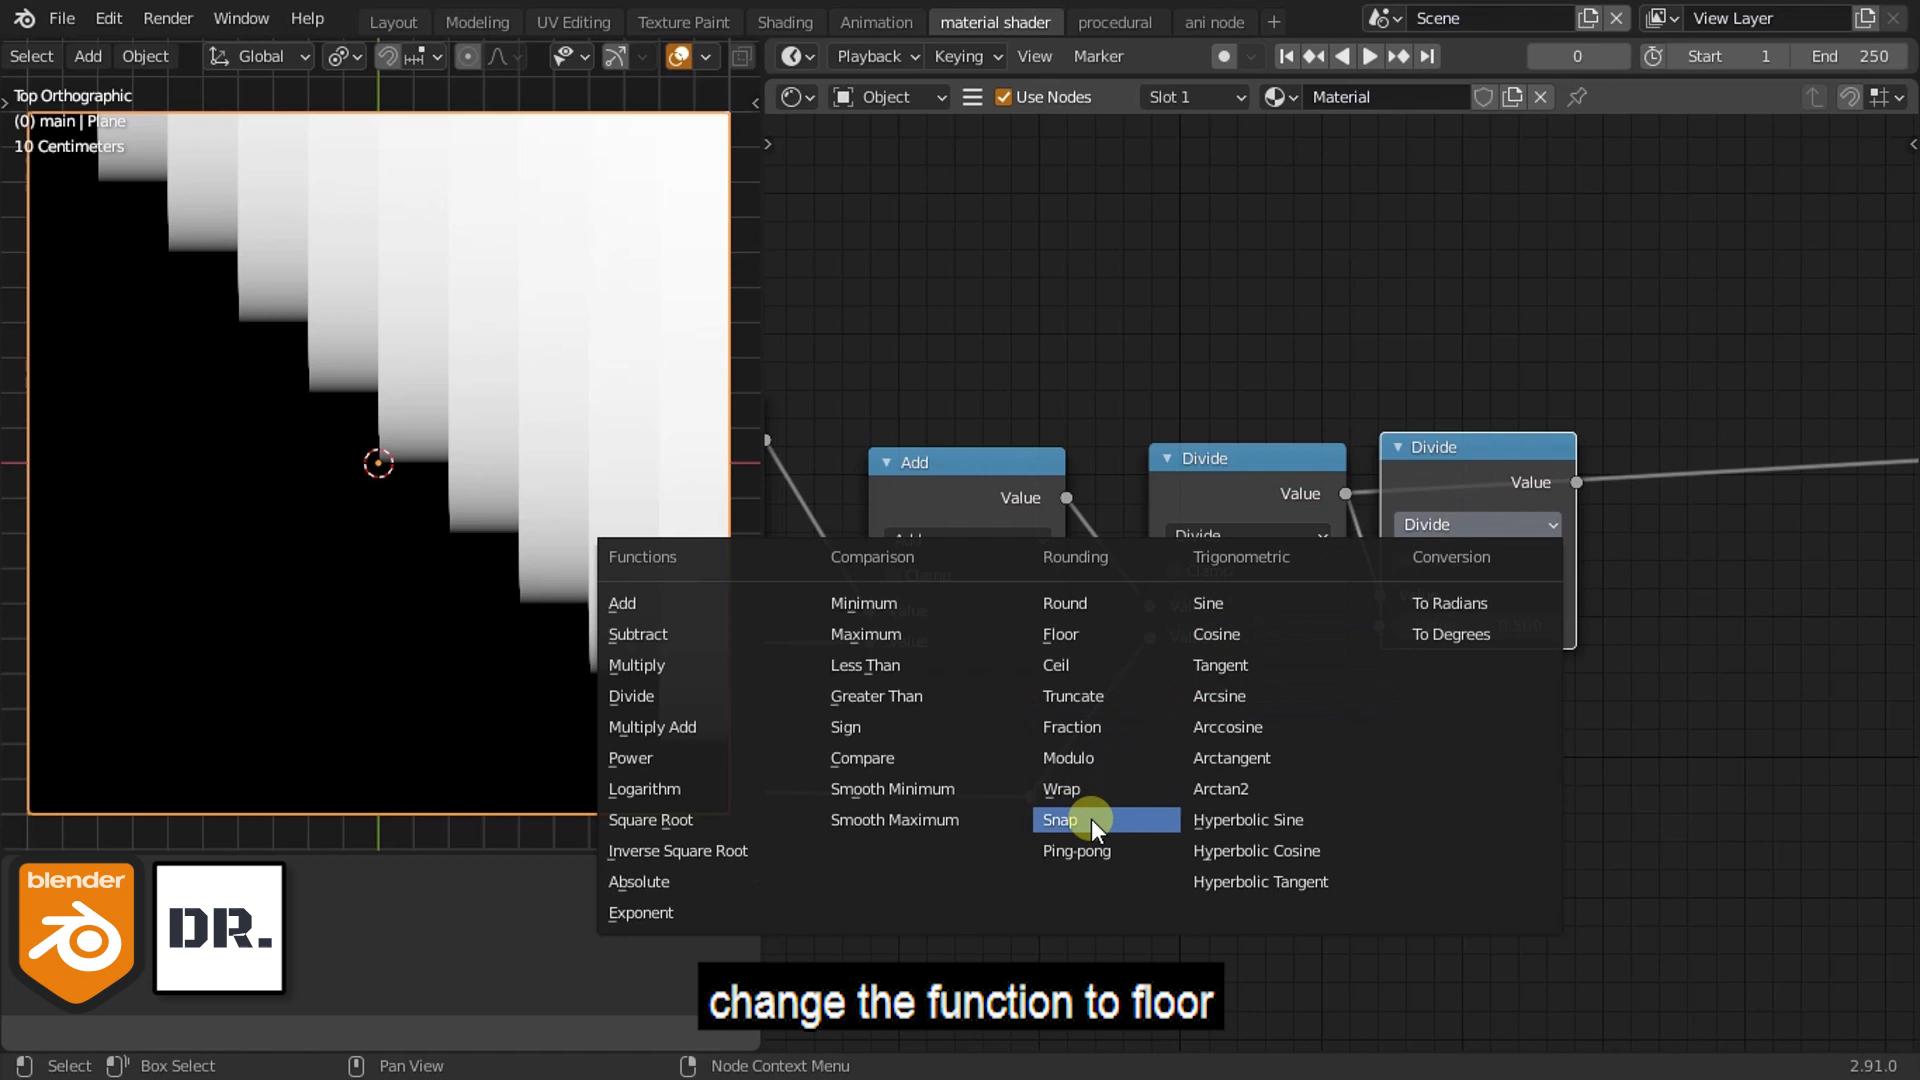 File Edit Render Window Help Layout Modeling UV Editing Texture Paint Shading Animation material shader procedural ani node Scene View Layer
Select Add Object Global Playback Keying View Marker 0 Start 1 End 250
Object Use Nodes Slot 1 Material
Top Orthographic
(0) main | Plane
10 Centimeters
Add Divide Divide
Value Value Value
Divide Divide
Functions Comparison Rounding Trigonometric Conversion
Add Minimum Round Sine To Radians
Subtract Maximum Floor Cosine To Degrees
Multiply Less Than Ceil Tangent
Divide Greater Than Truncate Arcsine
Multiply Add Sign Fraction Arccosine
Power Compare Modulo Arctangent
Logarithm Smooth Minimum Wrap Arctan2
Square Root Smooth Maximum Snap Hyperbolic Sine
Inverse Square Root Ping-pong Hyperbolic Cosine
Absolute Hyperbolic Tangent
Exponent
blender
DR.
change the function to floor
Select Box Select Pan View Node Context Menu 2.91.0